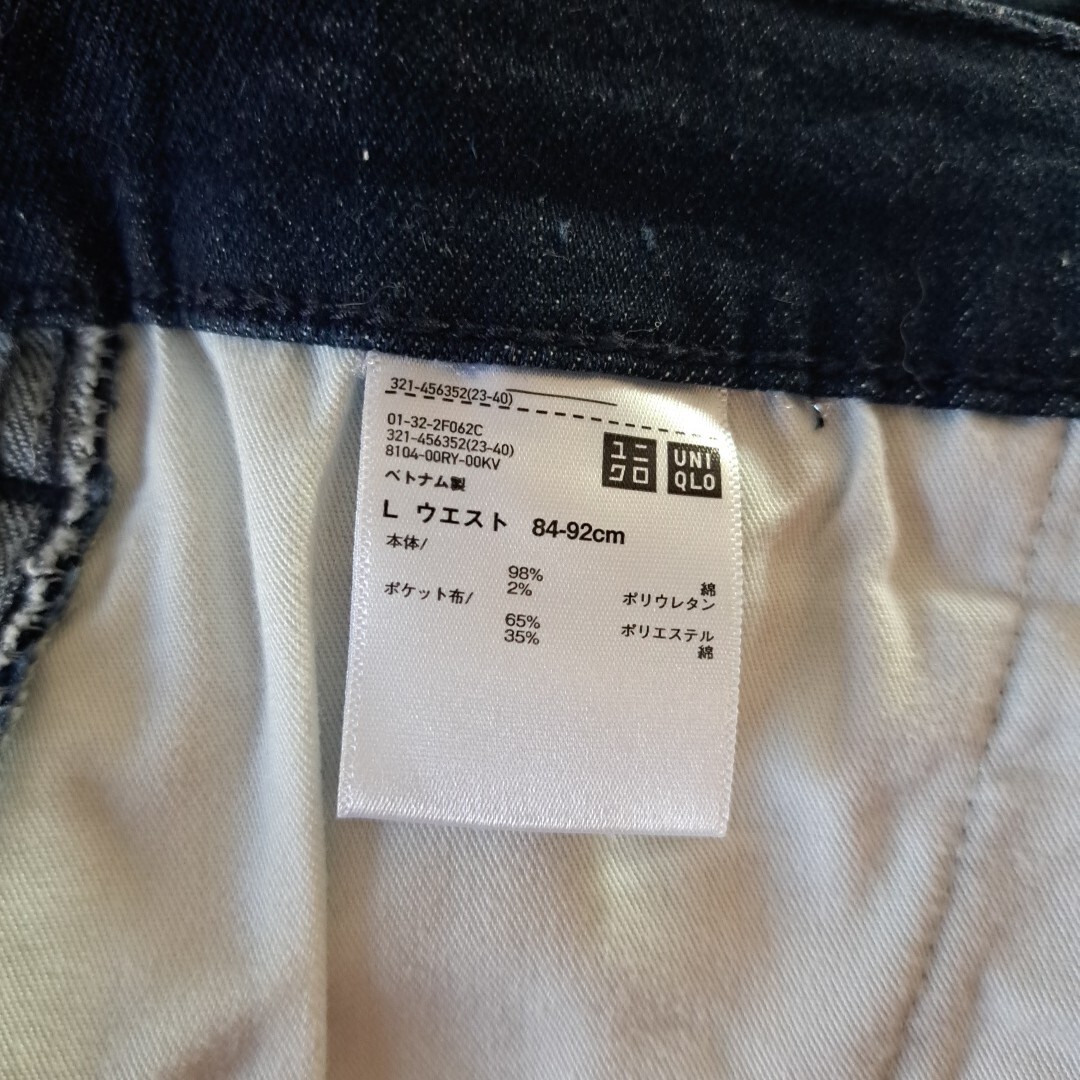 321-456352(23-40)
01-32-2F062C
321-456352(23-40)
8104-00RY-00KV
ベトナム製
ユニ
クロ
UNI
QLO
L ウエスト 84-92cm
本体/
98% 綿
2% ポリウレタン
ポケット布/
65% ポリエステル
35% 綿